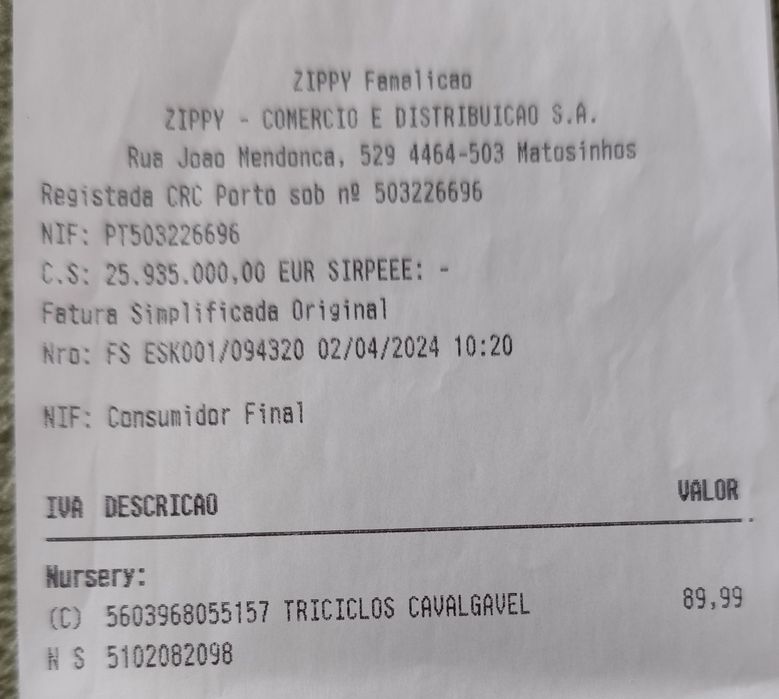 ZIPPY Famalicao
ZIPPY - COMERCIO E DISTRIBUICAO S.A.
Rua Joao Mendonca, 529 4464-503 Matosinhos
Registada CRC Porto sob nº 503226696
NIF: PT503226696
C.S: 25.935.000,00 EUR SIRPEEE: -
Fatura Simplificada Original
Nro: FS ESK001/094320 02/04/2024 10:20
NIF: Consumidor Final
IVA DESCRICAO VALOR
Nursery:
(C) 5603968055157 TRICICLOS CAVALGAVEL 89,99
N S 5102082098